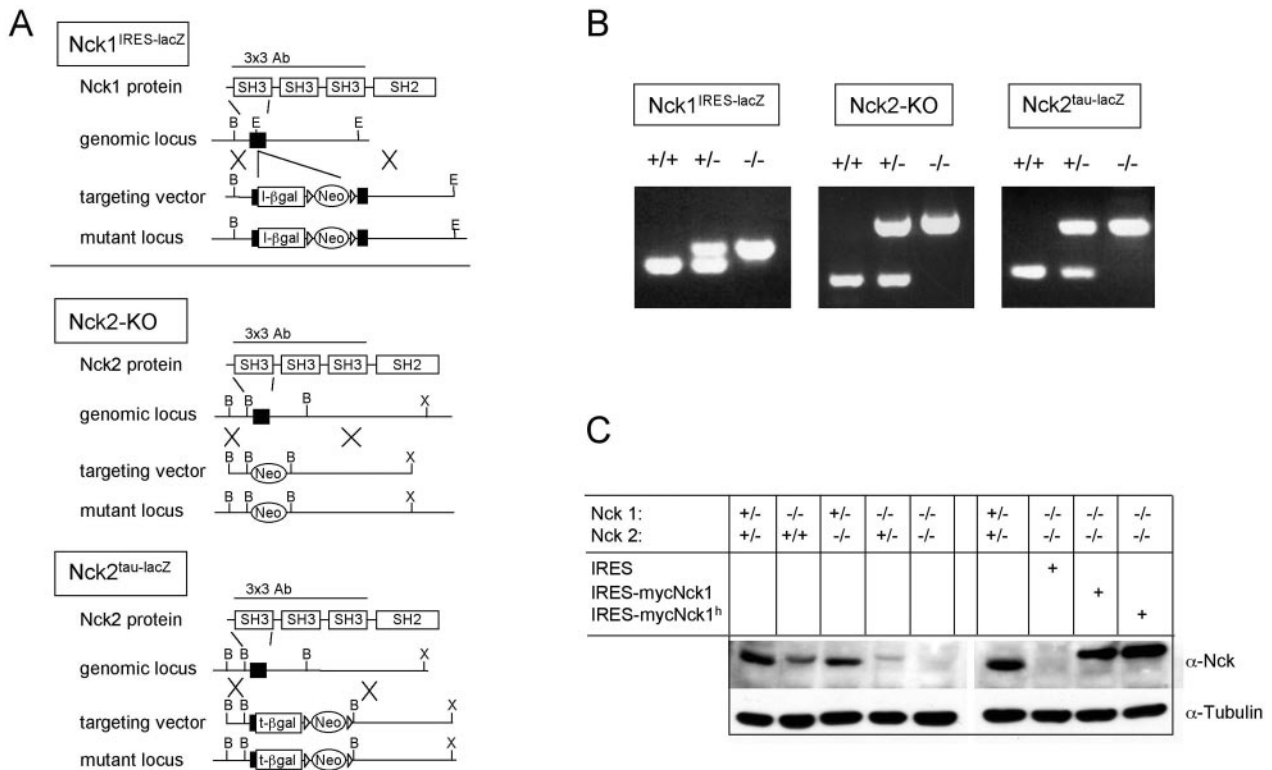 A
Nck1IRES-lacZ
3x3 Ab
Nck1 protein SH3 SH3 SH3 SH2
B E E
genomic locus
targeting vector B I-βgal Neo E
mutant locus B I-βgal Neo E
Nck2-KO
3x3 Ab
Nck2 protein SH3 SH3 SH3 SH2
B B B X
genomic locus
targeting vector B B Neo B X
mutant locus B B Neo B X
Nck2tau-lacZ
3x3 Ab
Nck2 protein SH3 SH3 SH3 SH2
B B B X
genomic locus
targeting vector B B t-βgal Neo B X
mutant locus B B t-βgal Neo B X
B
Nck1IRES-lacZ Nck2-KO Nck2tau-lacZ
+/+ +/- -/- +/+ +/- -/- +/+ +/- -/-
C
Nck 1: +/- -/- +/- -/- -/- +/- -/- -/- -/-
Nck 2: +/- +/+ -/- +/- -/- +/- -/- -/- -/-
IRES +
IRES-mycNck1 +
IRES-mycNck1h +
α-Nck
α-Tubulin